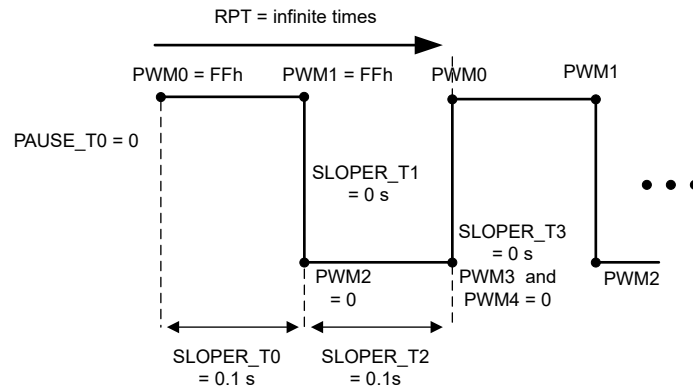 RPT = infinite times
PWM0 = FFh
PWM1 = FFh
PWM0
PWM1
PAUSE_T0 = 0
SLOPER_T1
= 0 s
SLOPER_T3
= 0 s
PWM2
= 0
PWM3 and
PWM4 = 0
PWM2
SLOPER_T0
= 0.1 s
SLOPER_T2
= 0.1s